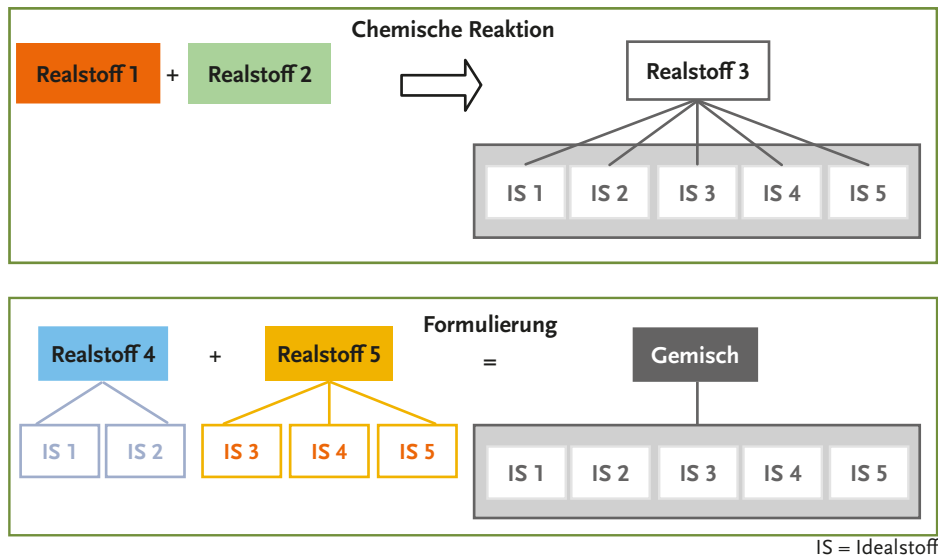 Chemische Reaktion
Realstoff 1 + Realstoff 2
Realstoff 3
IS 1 IS 2 IS 3 IS 4 IS 5
Formulierung
Realstoff 4 + Realstoff 5 = Gemisch
IS 1 IS 2 IS 3 IS 4 IS 5
IS 1 IS 2 IS 3 IS 4 IS 5
IS = Idealstoff